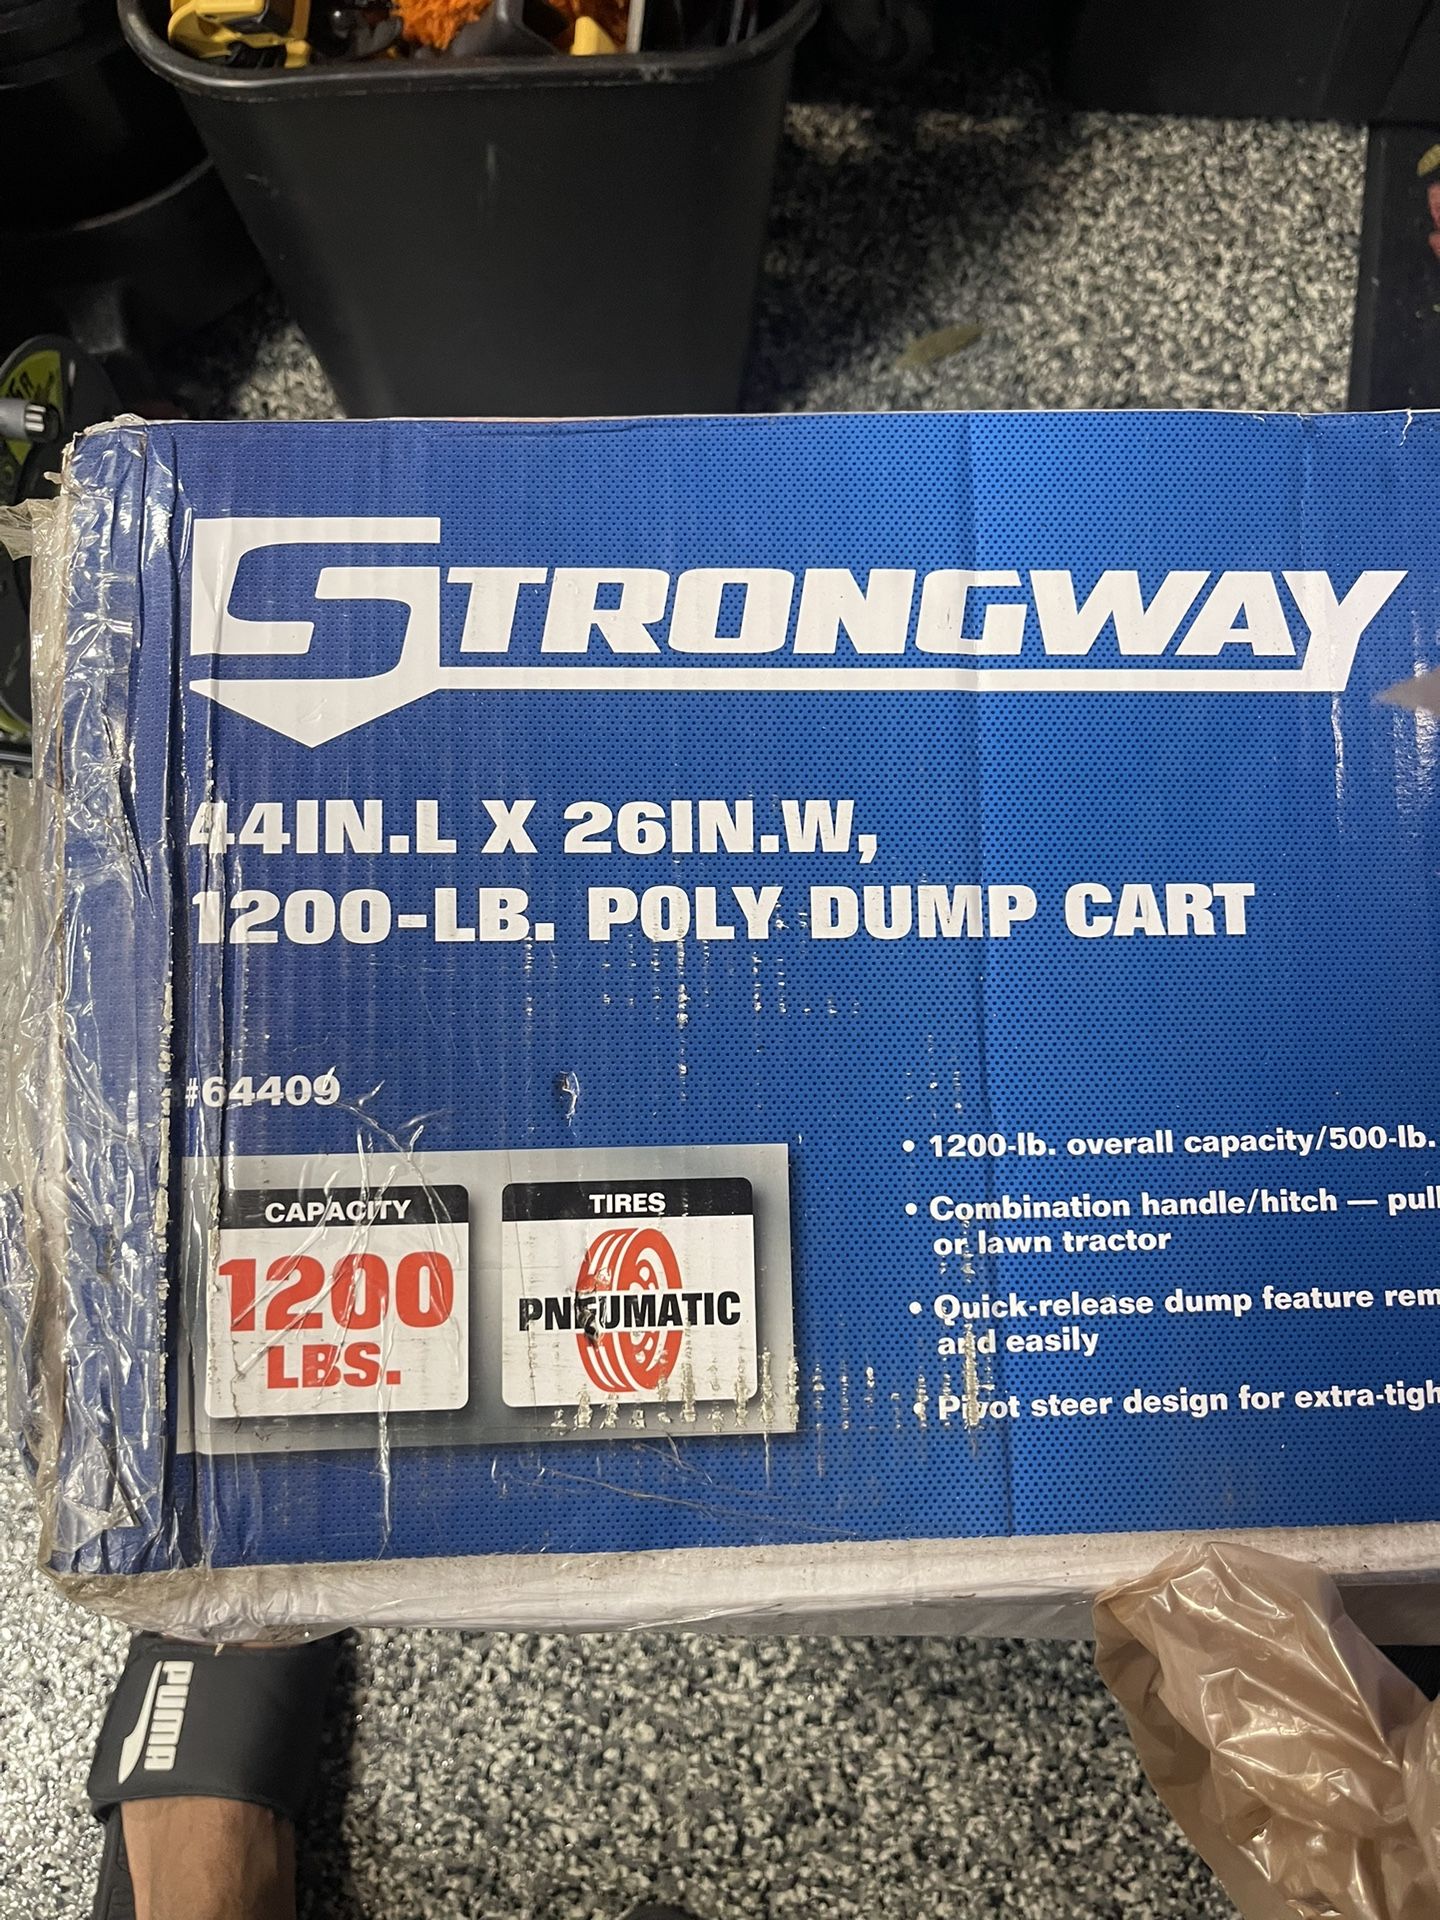 STRONGWAY
44IN.L X 26IN.W,
1200-LB. POLY DUMP CART
#64409
CAPACITY
1200
LBS.
TIRES
PNEUMATIC
• 1200-lb. overall capacity/500-lb.
• Combination handle/hitch — pull
or lawn tractor
• Quick-release dump feature rem
and easily
• Pivot steer design for extra-tigh
PUMA